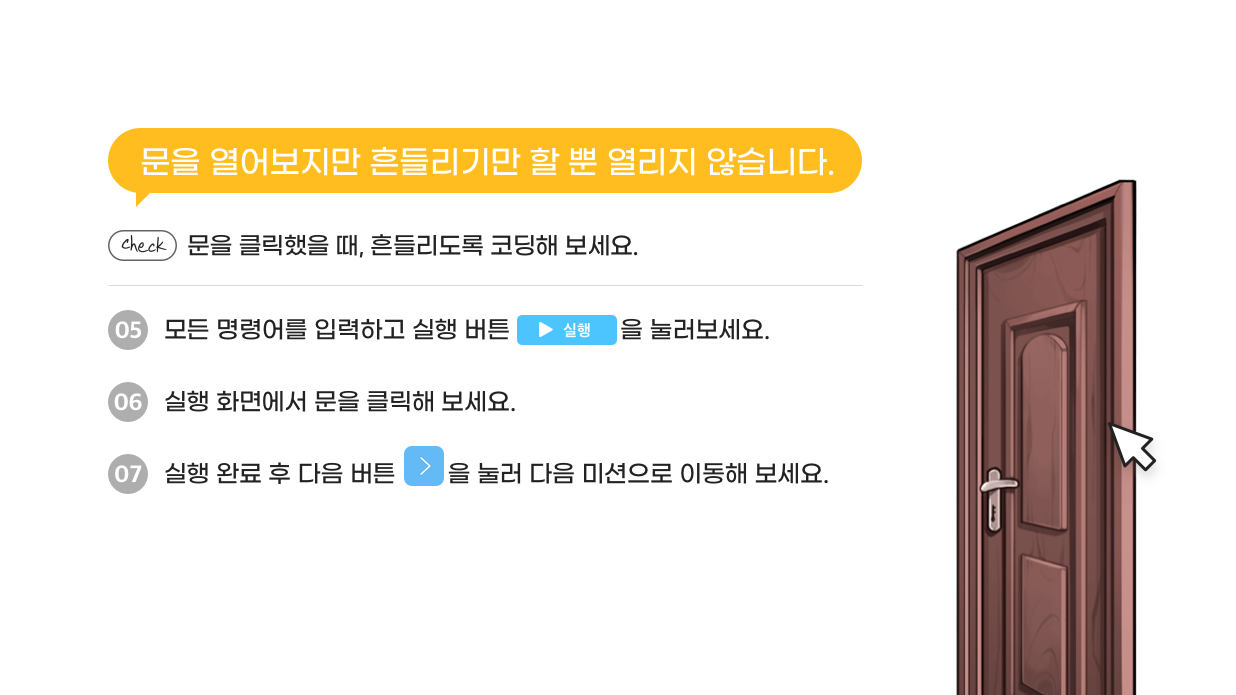 문을 열어보지만 흔들리기만 할 뿐 열리지 않습니다.
Check 문을 클릭했을 때, 흔들리도록 코딩해 보세요.
05 모든 명령어를 입력하고 실행 버튼 ▶ 실행 을 눌러보세요.
06 실행 화면에서 문을 클릭해 보세요.
07 실행 완료 후 다음 버튼 > 을 눌러 다음 미션으로 이동해 보세요.